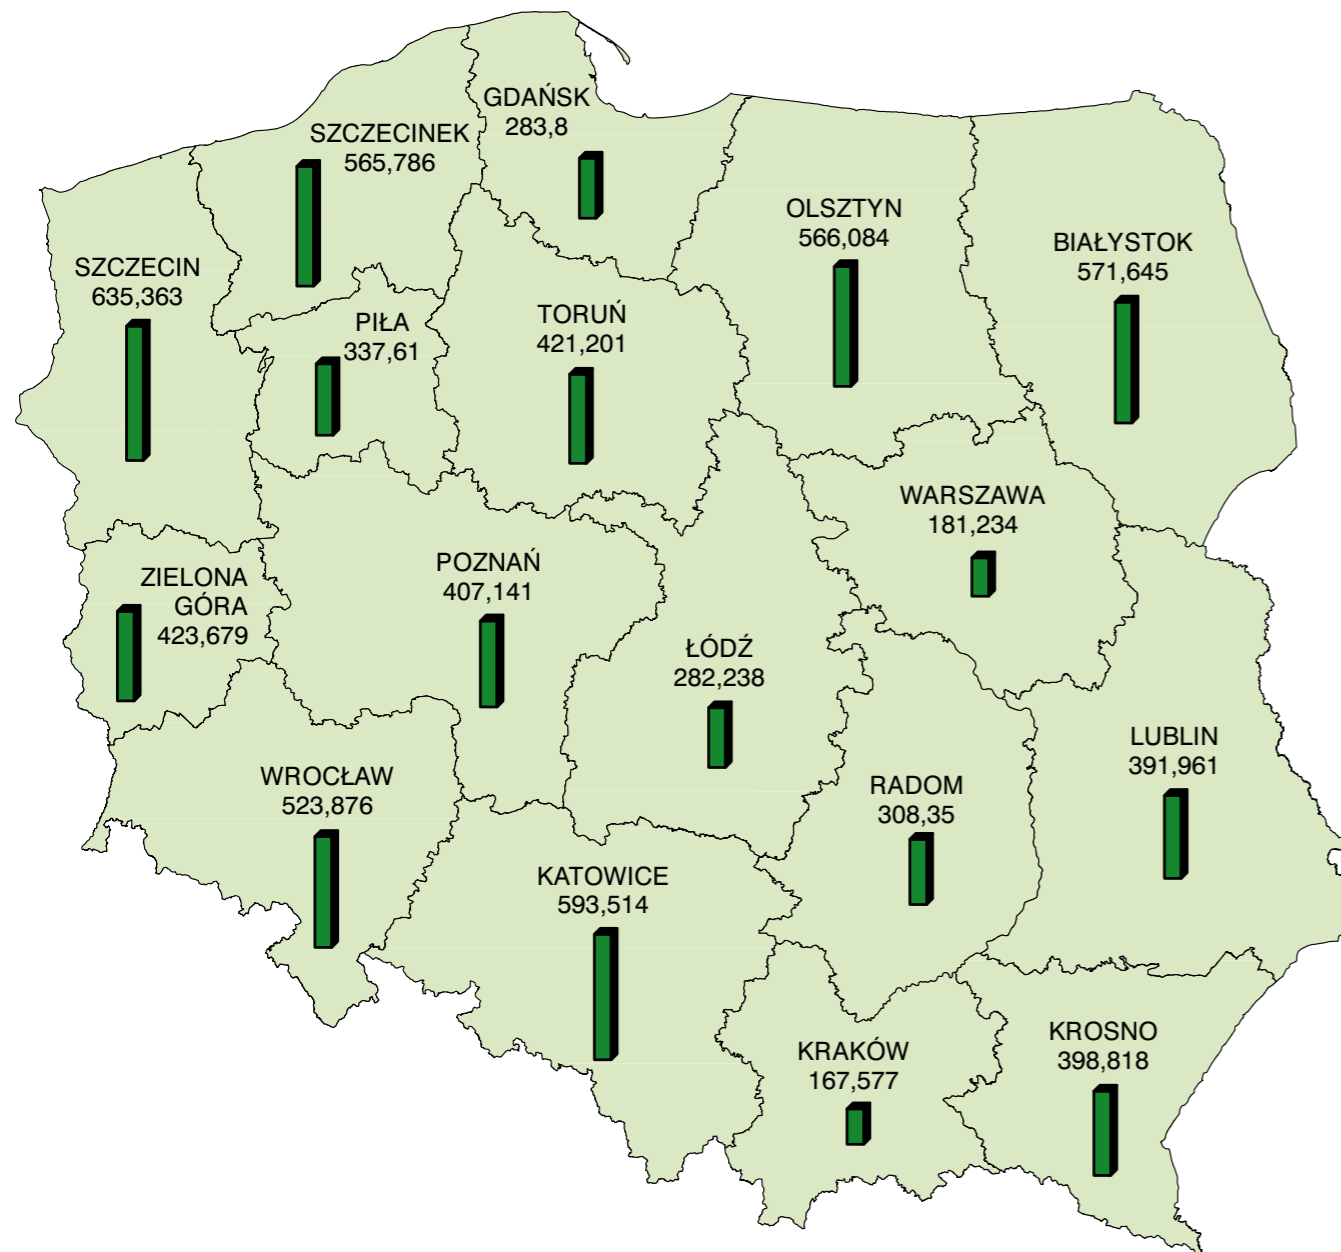 GDAŃSK
283,8
SZCZECINEK
565,786
OLSZTYN
566,084
BIAŁYSTOK
571,645
SZCZECIN
635,363
PIŁA
337,61
TORUŃ
421,201
WARSZAWA
181,234
POZNAŃ
407,141
ZIELONA
GÓRA
423,679
ŁÓDŹ
282,238
LUBLIN
391,961
WROCŁAW
523,876
RADOM
308,35
KATOWICE
593,514
KRAKÓW
167,577
KROSNO
398,818